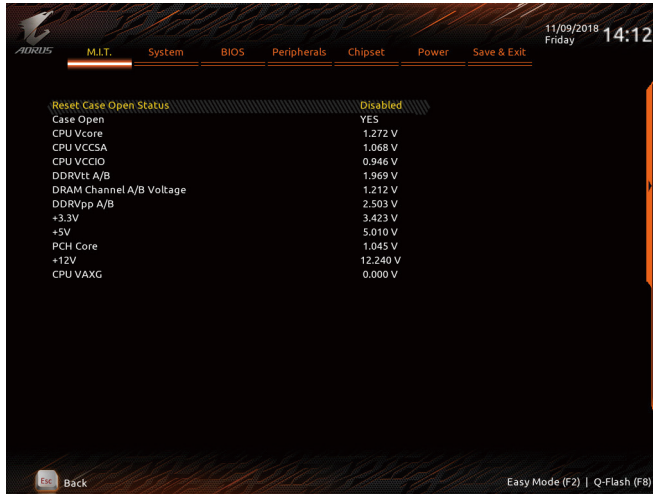 11/09/2018 14:12
Friday
AORUS
M.I.T. System BIOS Peripherals Chipset Power Save & Exit
Reset Case Open Status Disabled
Case Open YES
CPU Vcore 1.272 V
CPU VCCSA 1.068 V
CPU VCCIO 0.946 V
DDRVtt A/B 1.969 V
DRAM Channel A/B Voltage 1.212 V
DDRVpp A/B 2.503 V
+3.3V 3.423 V
+5V 5.010 V
PCH Core 1.045 V
+12V 12.240 V
CPU VAXG 0.000 V
Esc Back Easy Mode (F2) | Q-Flash (F8)